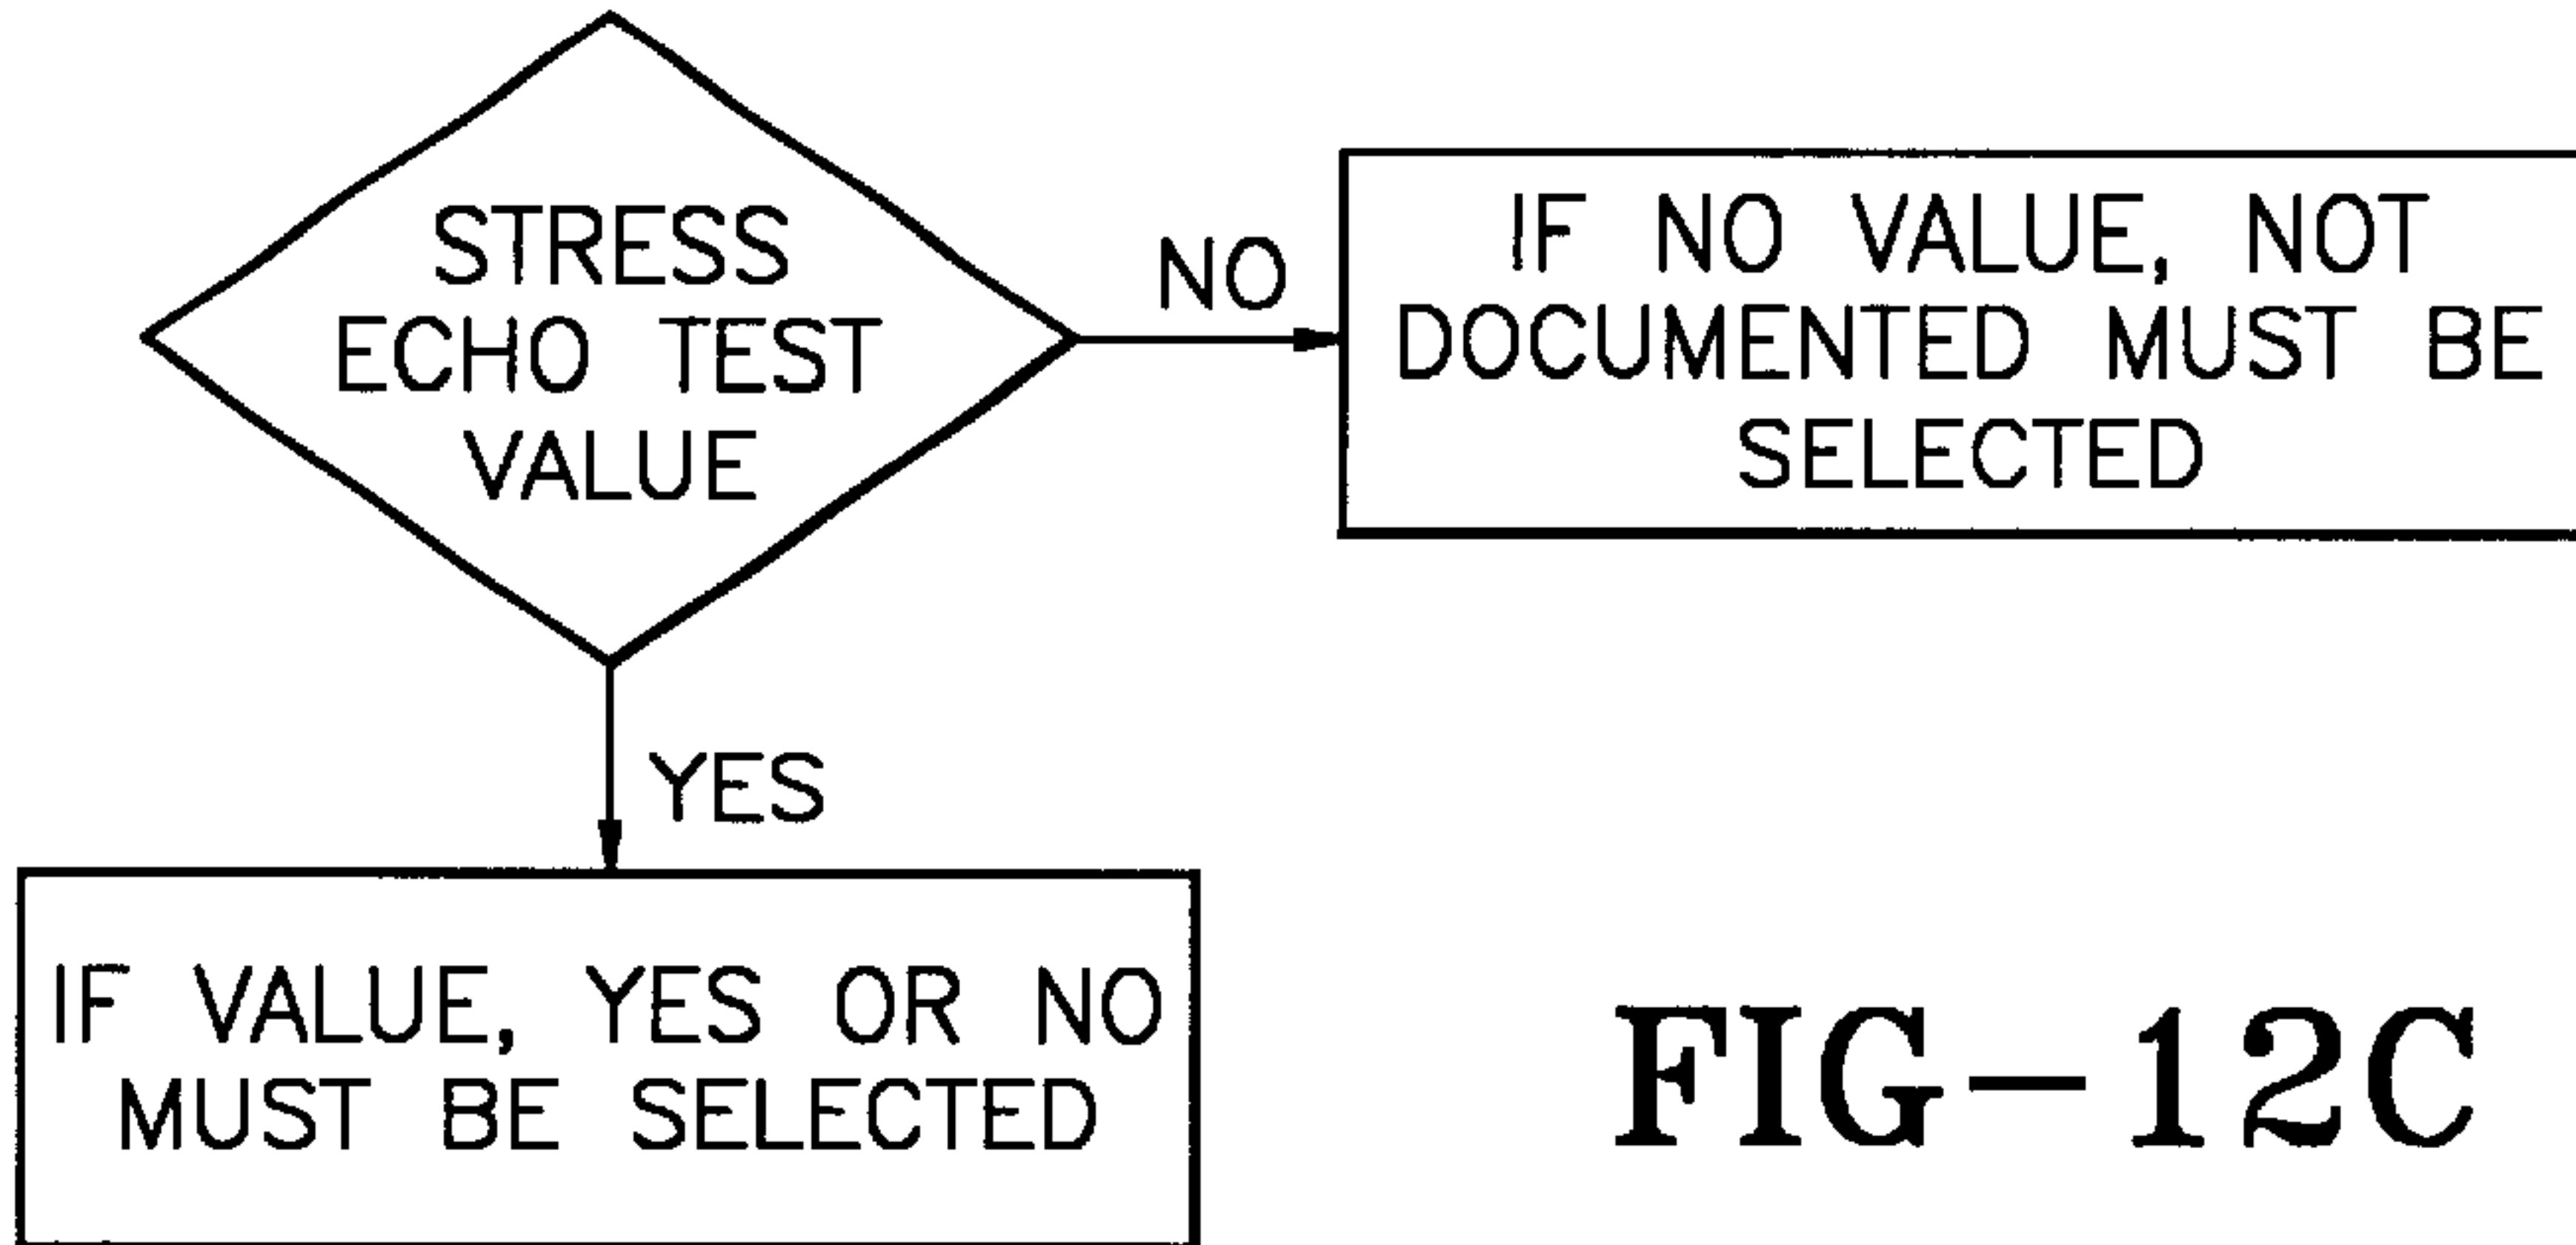 STRESS
ECHO TEST
VALUE
NO
IF NO VALUE, NOT
DOCUMENTED MUST BE
SELECTED
YES
IF VALUE, YES OR NO
MUST BE SELECTED
FIG-12C